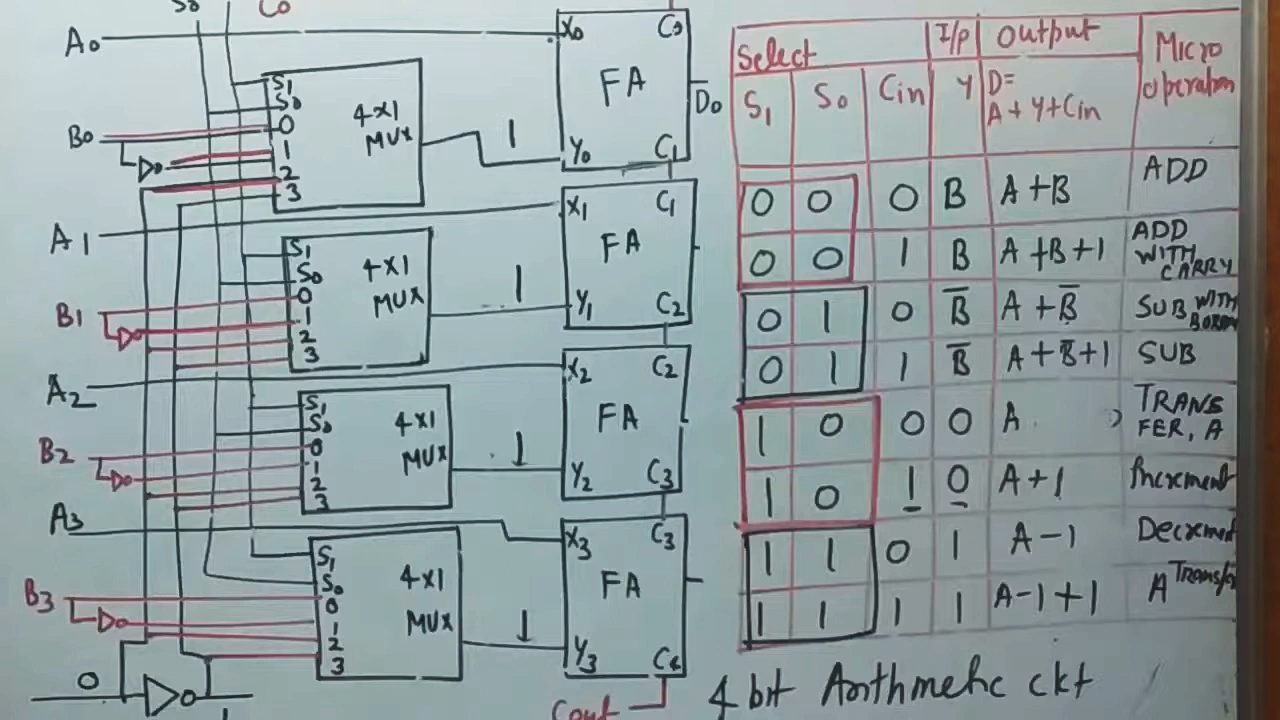 S0 C0
A0
X0 C0
FA
D0
S1
S0
0
1
2
3
4x1
MUX
B0
1
Y0 C1
A1
X1 C1
FA
S1
S0
0
1
2
3
4x1
MUX
B1
1
Y1 C2
A2
X2 C2
FA
S1
S0
0
1
2
3
4x1
MUX
B2
1
Y2 C3
A3
X3 C3
FA
S1
S0
0
1
2
3
4x1
MUX
B3
1
Y3 C4
0
1
Cout
Select I/p Output Micro operation
S1 S0 Cin Y D= A+Y+Cin
0 0 0 B A+B ADD
0 0 1 B A+B+1 ADD WITH CARRY
0 1 0 B̅ A+B̅ SUB WITH
0 1 1 B̅ A+B̅+1 SUB
1 0 0 0 A TRANSFER, A
1 0 1 0 A+1 Increment
1 1 0 1 A-1
1 1 1 1 A-1+1 A
4 bit Arithmetic ckt